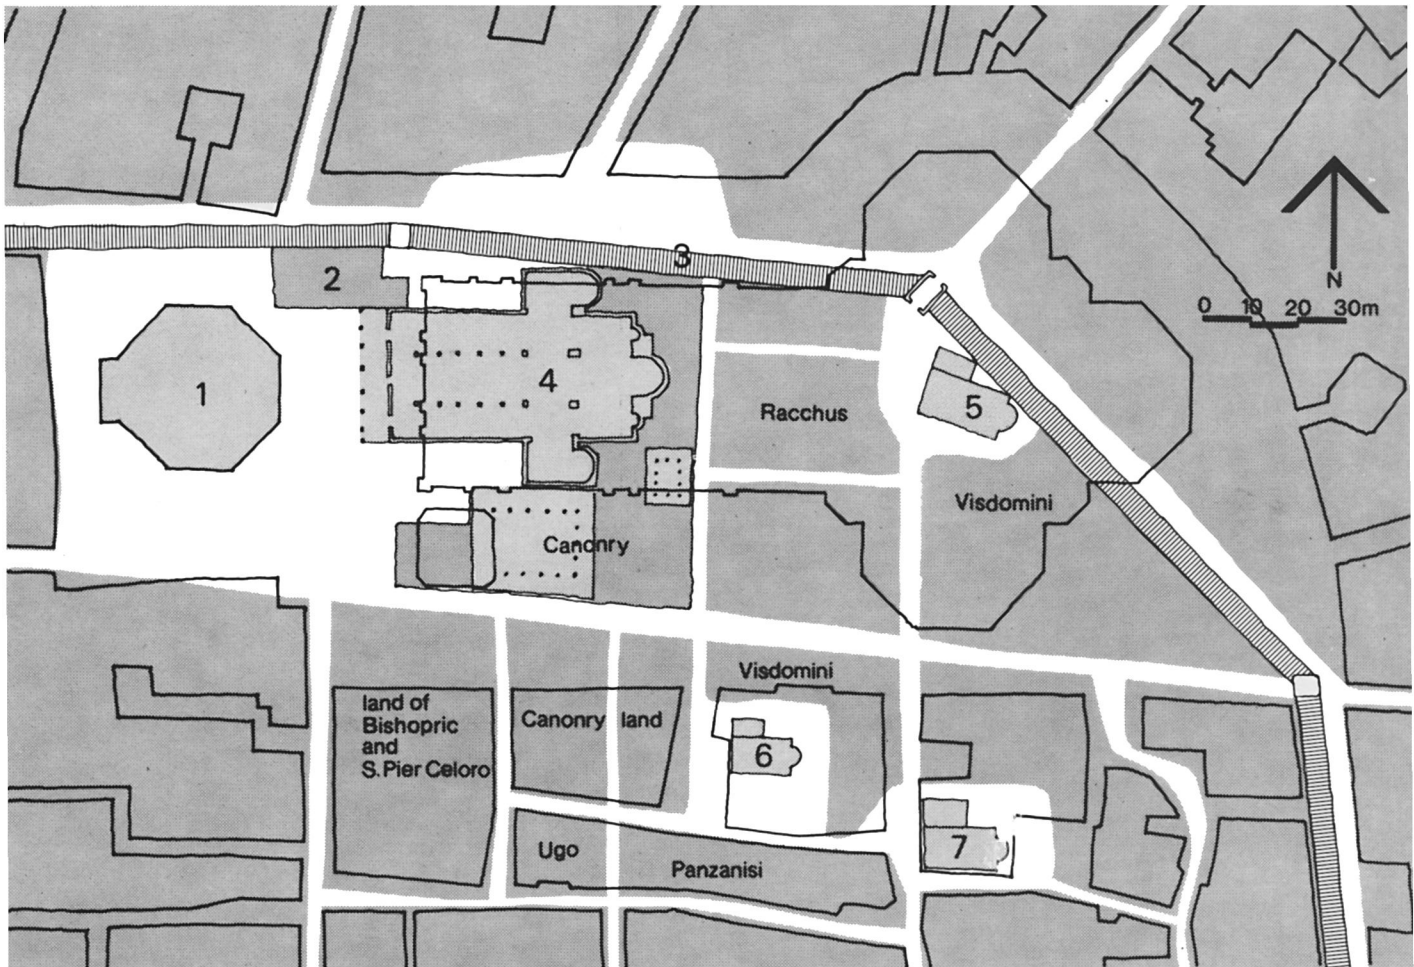 3
2
N
0 10 20 30m
1
4
5
Racchus
Visdomini
Canonry
Visdomini
land of
Bishopric
and
S. Pier Celoro
Canonry land
6
7
Ugo
Panzanisi